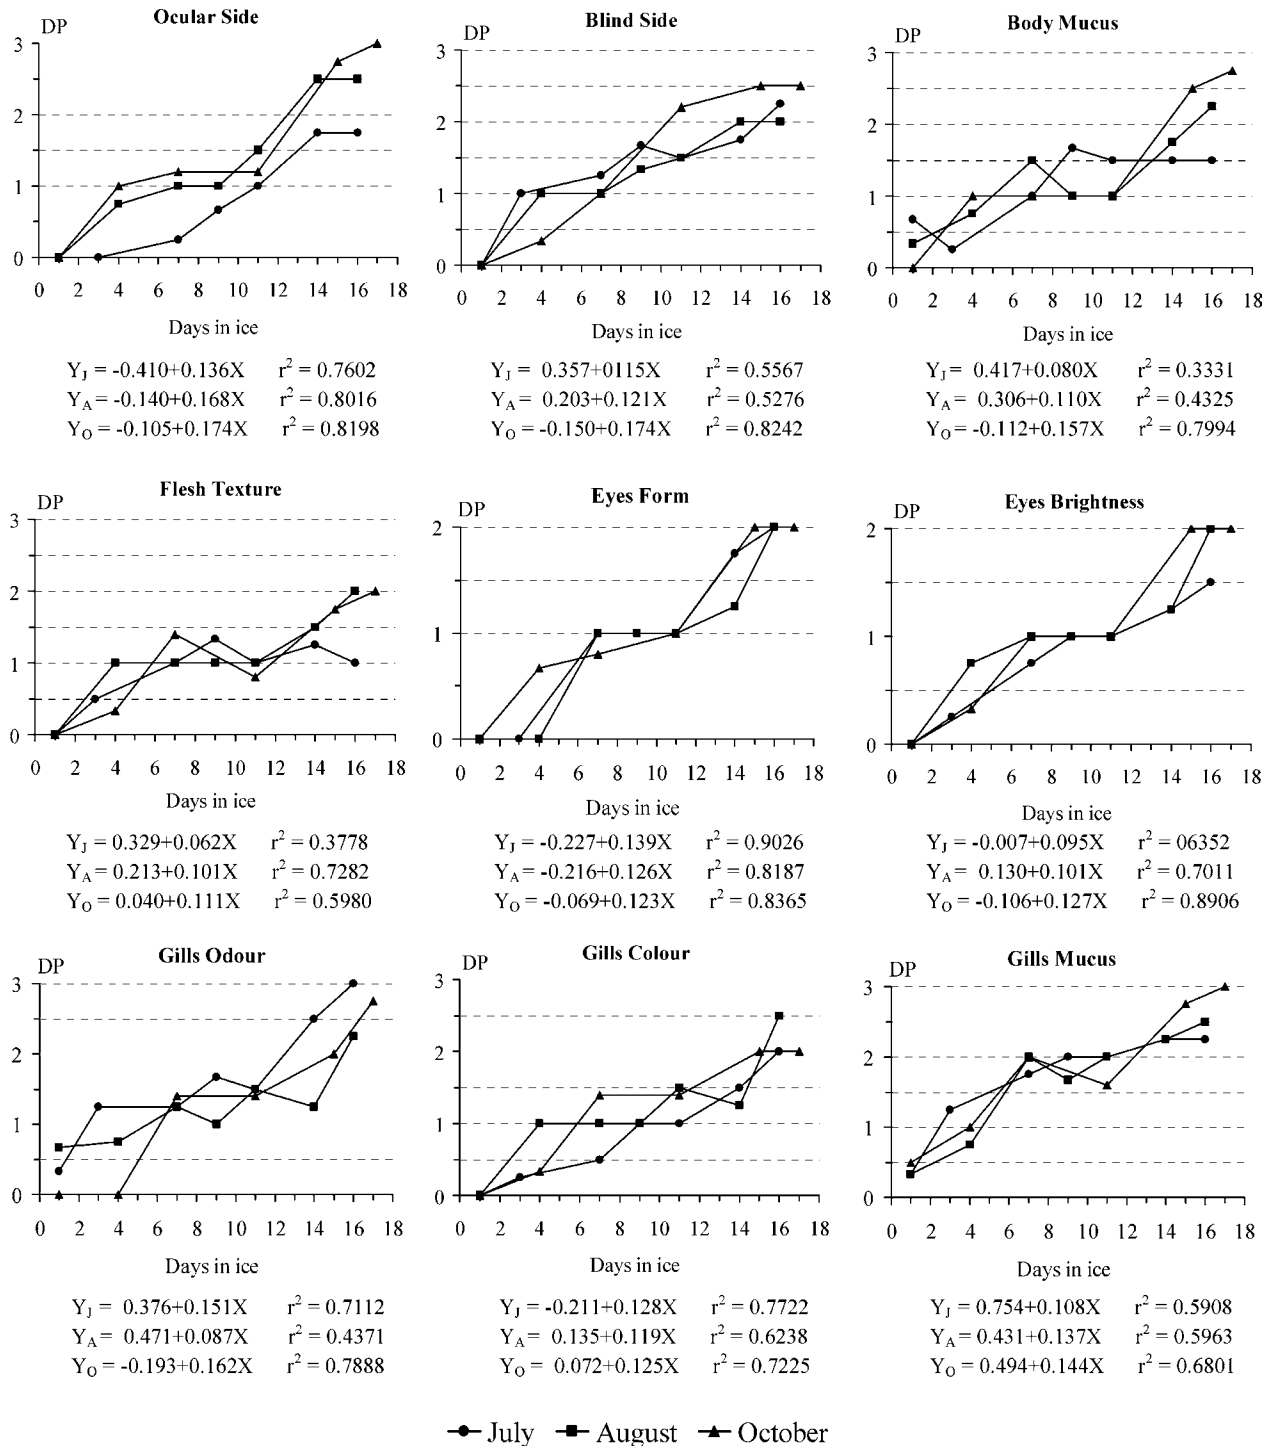 Ocular Side
DP
3
2
1
0
0 2 4 6 8 10 12 14 16 18
Days in ice
Y_J = -0.410+0.136X r² = 0.7602
Y_A = -0.140+0.168X r² = 0.8016
Y_O = -0.105+0.174X r² = 0.8198
Blind Side
DP
3
2
1
0
0 2 4 6 8 10 12 14 16 18
Days in ice
Y_J = 0.357+0115X r² = 0.5567
Y_A = 0.203+0.121X r² = 0.5276
Y_O = -0.150+0.174X r² = 0.8242
Body Mucus
DP
3
2
1
0
0 2 4 6 8 10 12 14 16 18
Days in ice
Y_J = 0.417+0.080X r² = 0.3331
Y_A = 0.306+0.110X r² = 0.4325
Y_O = -0.112+0.157X r² = 0.7994
Flesh Texture
DP
3
2
1
0
0 2 4 6 8 10 12 14 16 18
Days in ice
Y_J = 0.329+0.062X r² = 0.3778
Y_A = 0.213+0.101X r² = 0.7282
Y_O = 0.040+0.111X r² = 0.5980
Eyes Form
DP
2
1
0
0 2 4 6 8 10 12 14 16 18
Days in ice
Y_J = -0.227+0.139X r² = 0.9026
Y_A = -0.216+0.126X r² = 0.8187
Y_O = -0.069+0.123X r² = 0.8365
Eyes Brightness
DP
2
1
0
0 2 4 6 8 10 12 14 16 18
Days in ice
Y_J = -0.007+0.095X r² = 06352
Y_A = 0.130+0.101X r² = 0.7011
Y_O = -0.106+0.127X r² = 0.8906
Gills Odour
DP
3
2
1
0
0 2 4 6 8 10 12 14 16 18
Days in ice
Y_J = 0.376+0.151X r² = 0.7112
Y_A = 0.471+0.087X r² = 0.4371
Y_O = -0.193+0.162X r² = 0.7888
Gills Colour
DP
3
2
1
0
0 2 4 6 8 10 12 14 16 18
Days in ice
Y_J = -0.211+0.128X r² = 0.7722
Y_A = 0.135+0.119X r² = 0.6238
Y_O = 0.072+0.125X r² = 0.7225
Gills Mucus
DP
3
2
1
0
0 2 4 6 8 10 12 14 16 18
Days in ice
Y_J = 0.754+0.108X r² = 0.5908
Y_A = 0.431+0.137X r² = 0.5963
Y_O = 0.494+0.144X r² = 0.6801
July August October